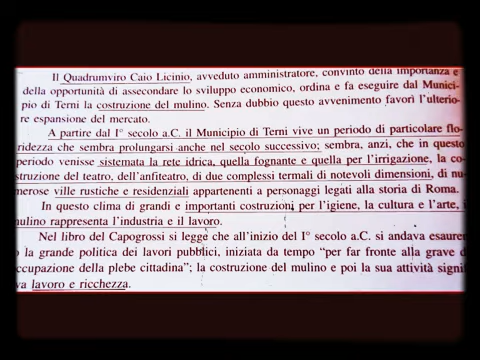 Il Quadrumviro Caio Licinio, avveduto amministratore, convinto della importanza e
della opportunità di assecondare lo sviluppo economico, ordina e fa eseguire dal Munici-
pio di Terni la costruzione del mulino. Senza dubbio questo avvenimento favorì l'ulterio-
re espansione del mercato.
A partire dal I° secolo a.C. il Municipio di Terni vive un periodo di particolare flo-
ridezza che sembra prolungarsi anche nel secolo successivo; sembra, anzi, che in questo
periodo venisse sistemata la rete idrica, quella fognante e quella per l'irrigazione, la co-
struzione del teatro, dell'anfiteatro, di due complessi termali di notevoli dimensioni, di nu-
merose ville rustiche e residenziali appartenenti a personaggi legati alla storia di Roma.
In questo clima di grandi e importanti costruzioni per l'igiene, la cultura e l'arte, i
mulino rappresenta l'industria e il lavoro.
Nel libro del Capogrossi si legge che all'inizio del I° secolo a.C. si andava esauren
o la grande politica dei lavori pubblici, iniziata da tempo "per far fronte alla grave d
ccupazione della plebe cittadina"; la costruzione del mulino e poi la sua attività signif
va lavoro e ricchezza.